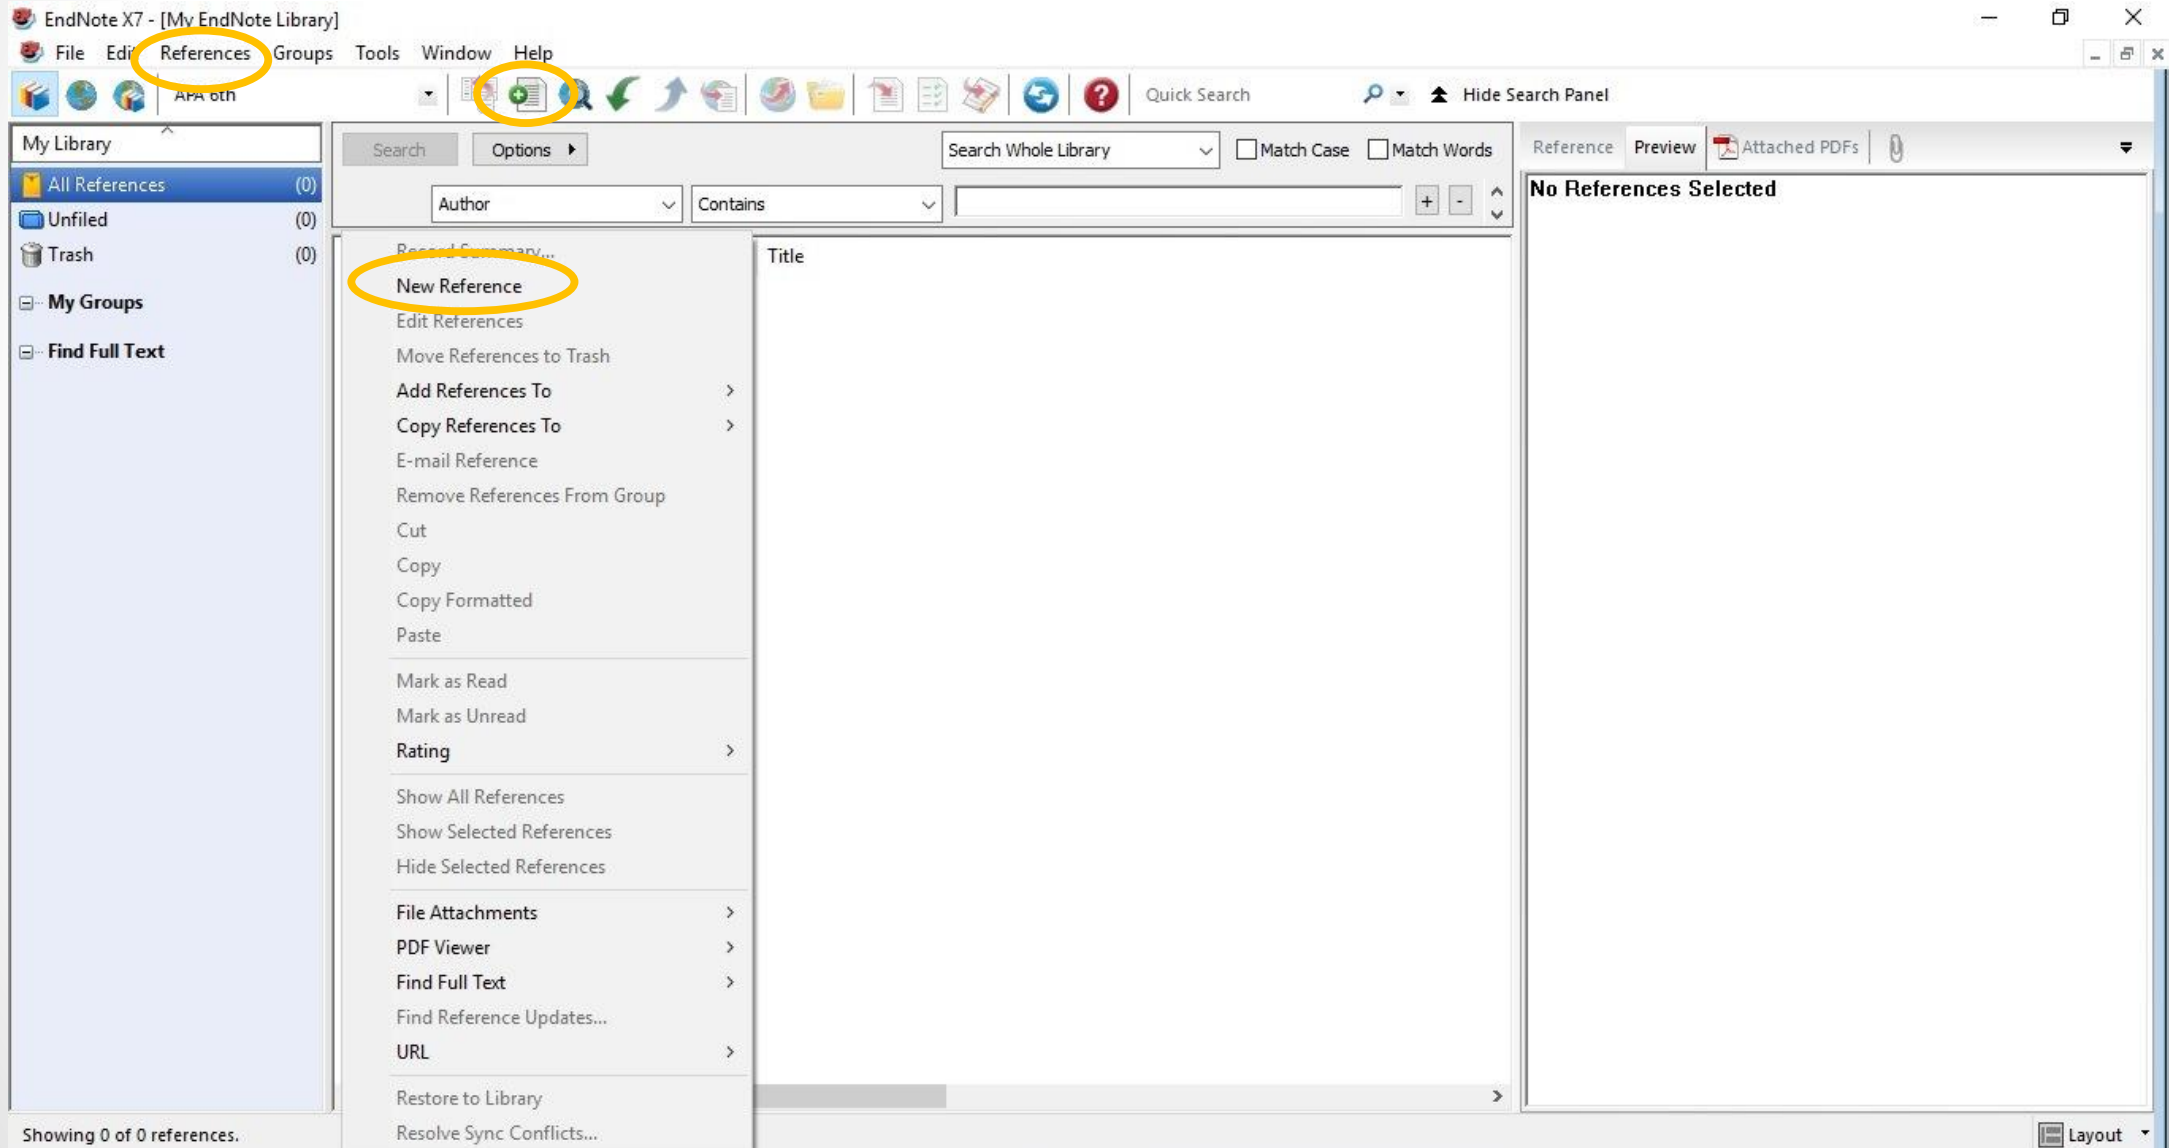 EndNote X7 - [My EndNote Library]
File Edit References Groups Tools Window Help
APA 6th Quick Search Hide Search Panel
My Library
All References (0)
Unfiled (0)
Trash (0)
My Groups
Find Full Text
Search Options Search Whole Library Match Case Match Words
Author Contains + -
Title
Record Summary...
New Reference
Edit References
Move References to Trash
Add References To
Copy References To
E-mail Reference
Remove References From Group
Cut
Copy
Copy Formatted
Paste
Mark as Read
Mark as Unread
Rating
Show All References
Show Selected References
Hide Selected References
File Attachments
PDF Viewer
Find Full Text
Find Reference Updates...
URL
Restore to Library
Resolve Sync Conflicts...
Reference Preview Attached PDFs
No References Selected
Showing 0 of 0 references.
Layout